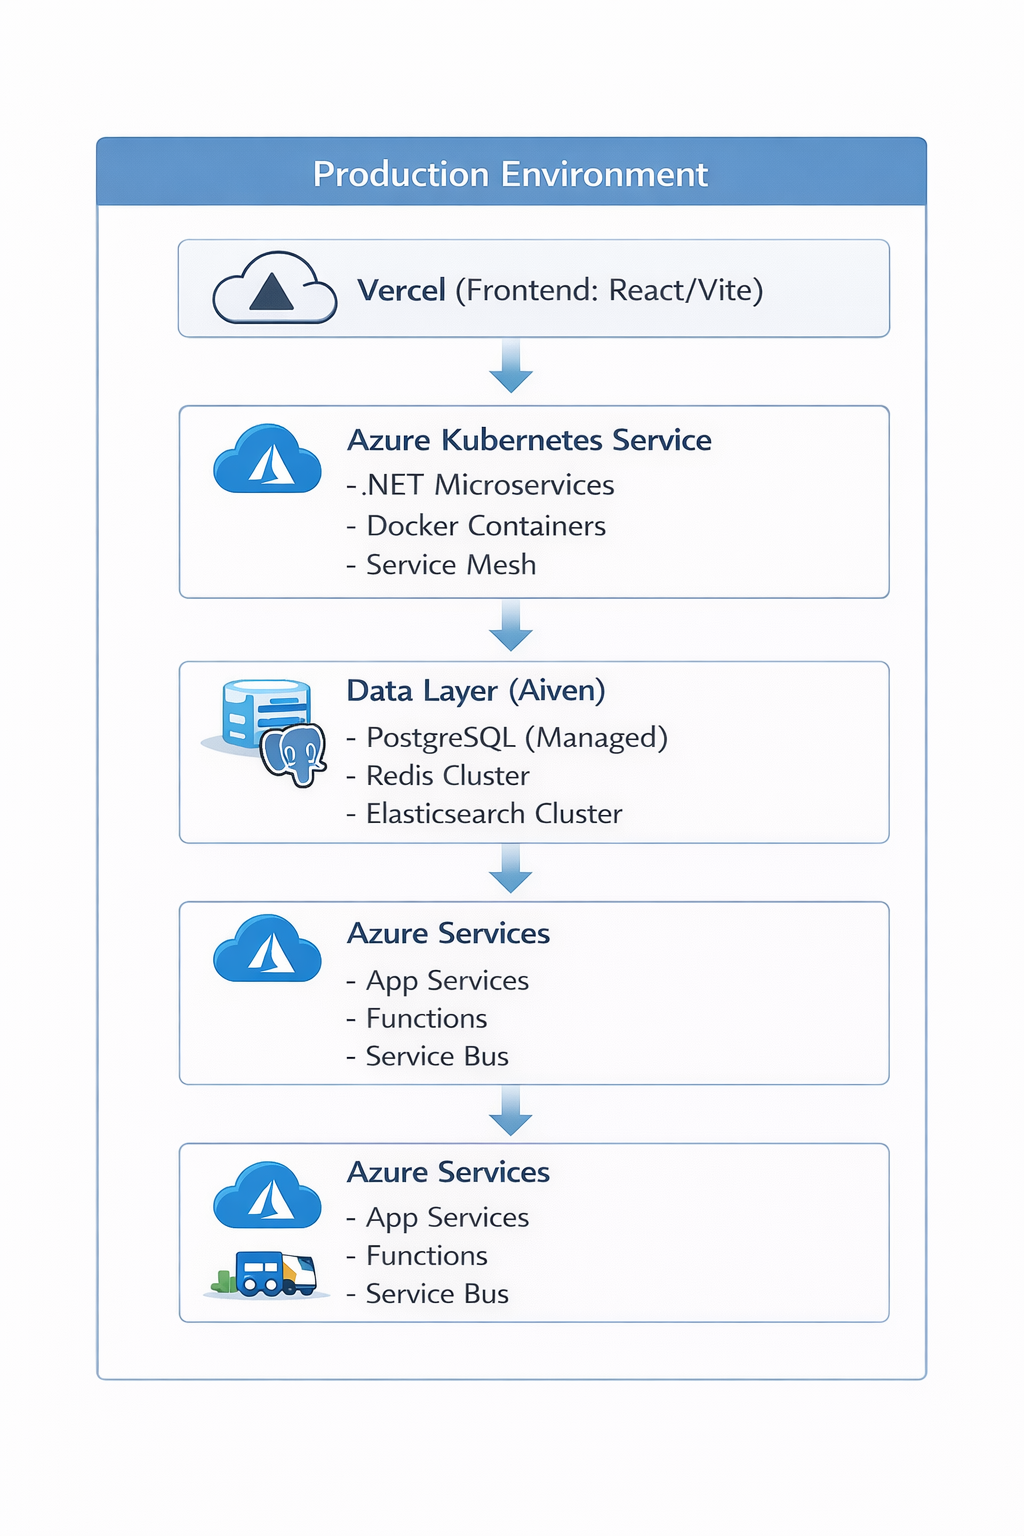 Production Environment
Vercel (Frontend: React/Vite)
Azure Kubernetes Service
-.NET Microservices
- Docker Containers
- Service Mesh
Data Layer (Aiven)
- PostgreSQL (Managed)
- Redis Cluster
- Elasticsearch Cluster
Azure Services
- App Services
- Functions
- Service Bus
Azure Services
- App Services
- Functions
- Service Bus